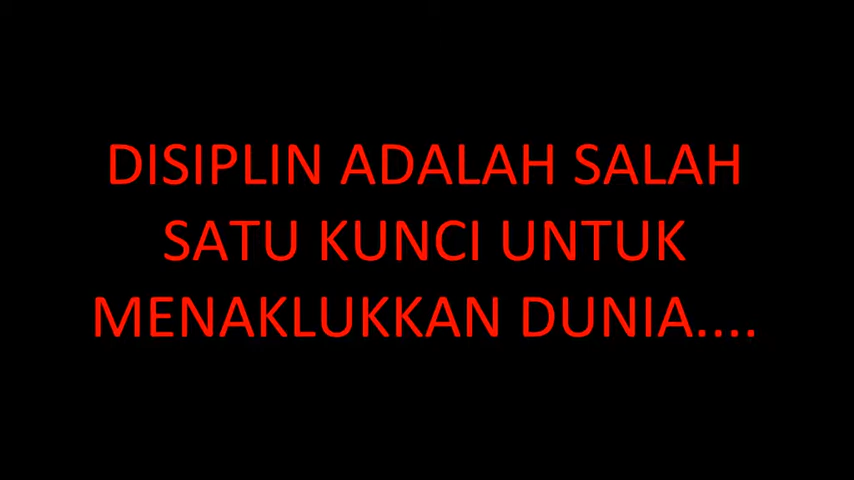 DISIPLIN ADALAH SALAH
SATU KUNCI UNTUK
MENAKLUKKAN DUNIA....